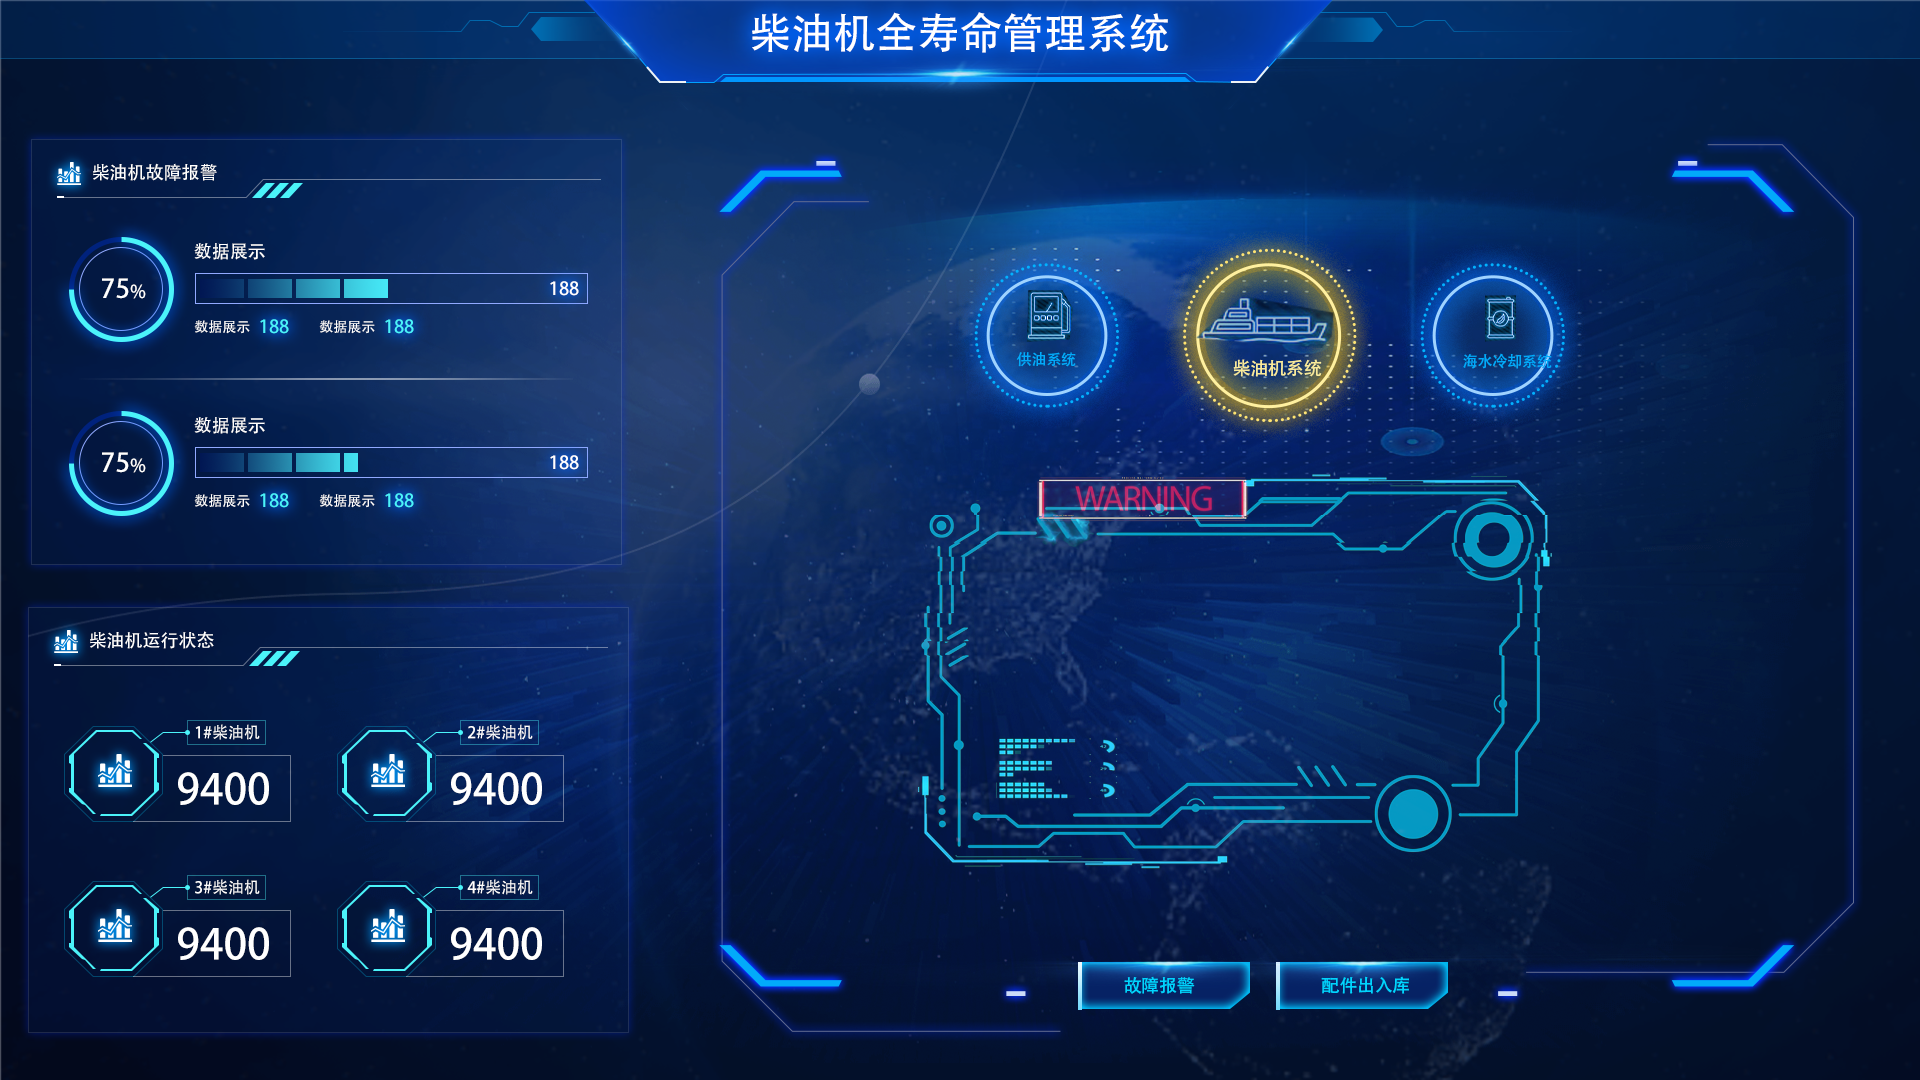 柴油机全寿命管理系统
柴油机故障报警
75%
数据展示
188
数据展示 188 数据展示 188
75%
数据展示
188
数据展示 188 数据展示 188
柴油机运行状态
1#柴油机
9400
2#柴油机
9400
3#柴油机
9400
4#柴油机
9400
供油系统
柴油机系统
海水冷却系统
WARNING
故障报警
配件出入库